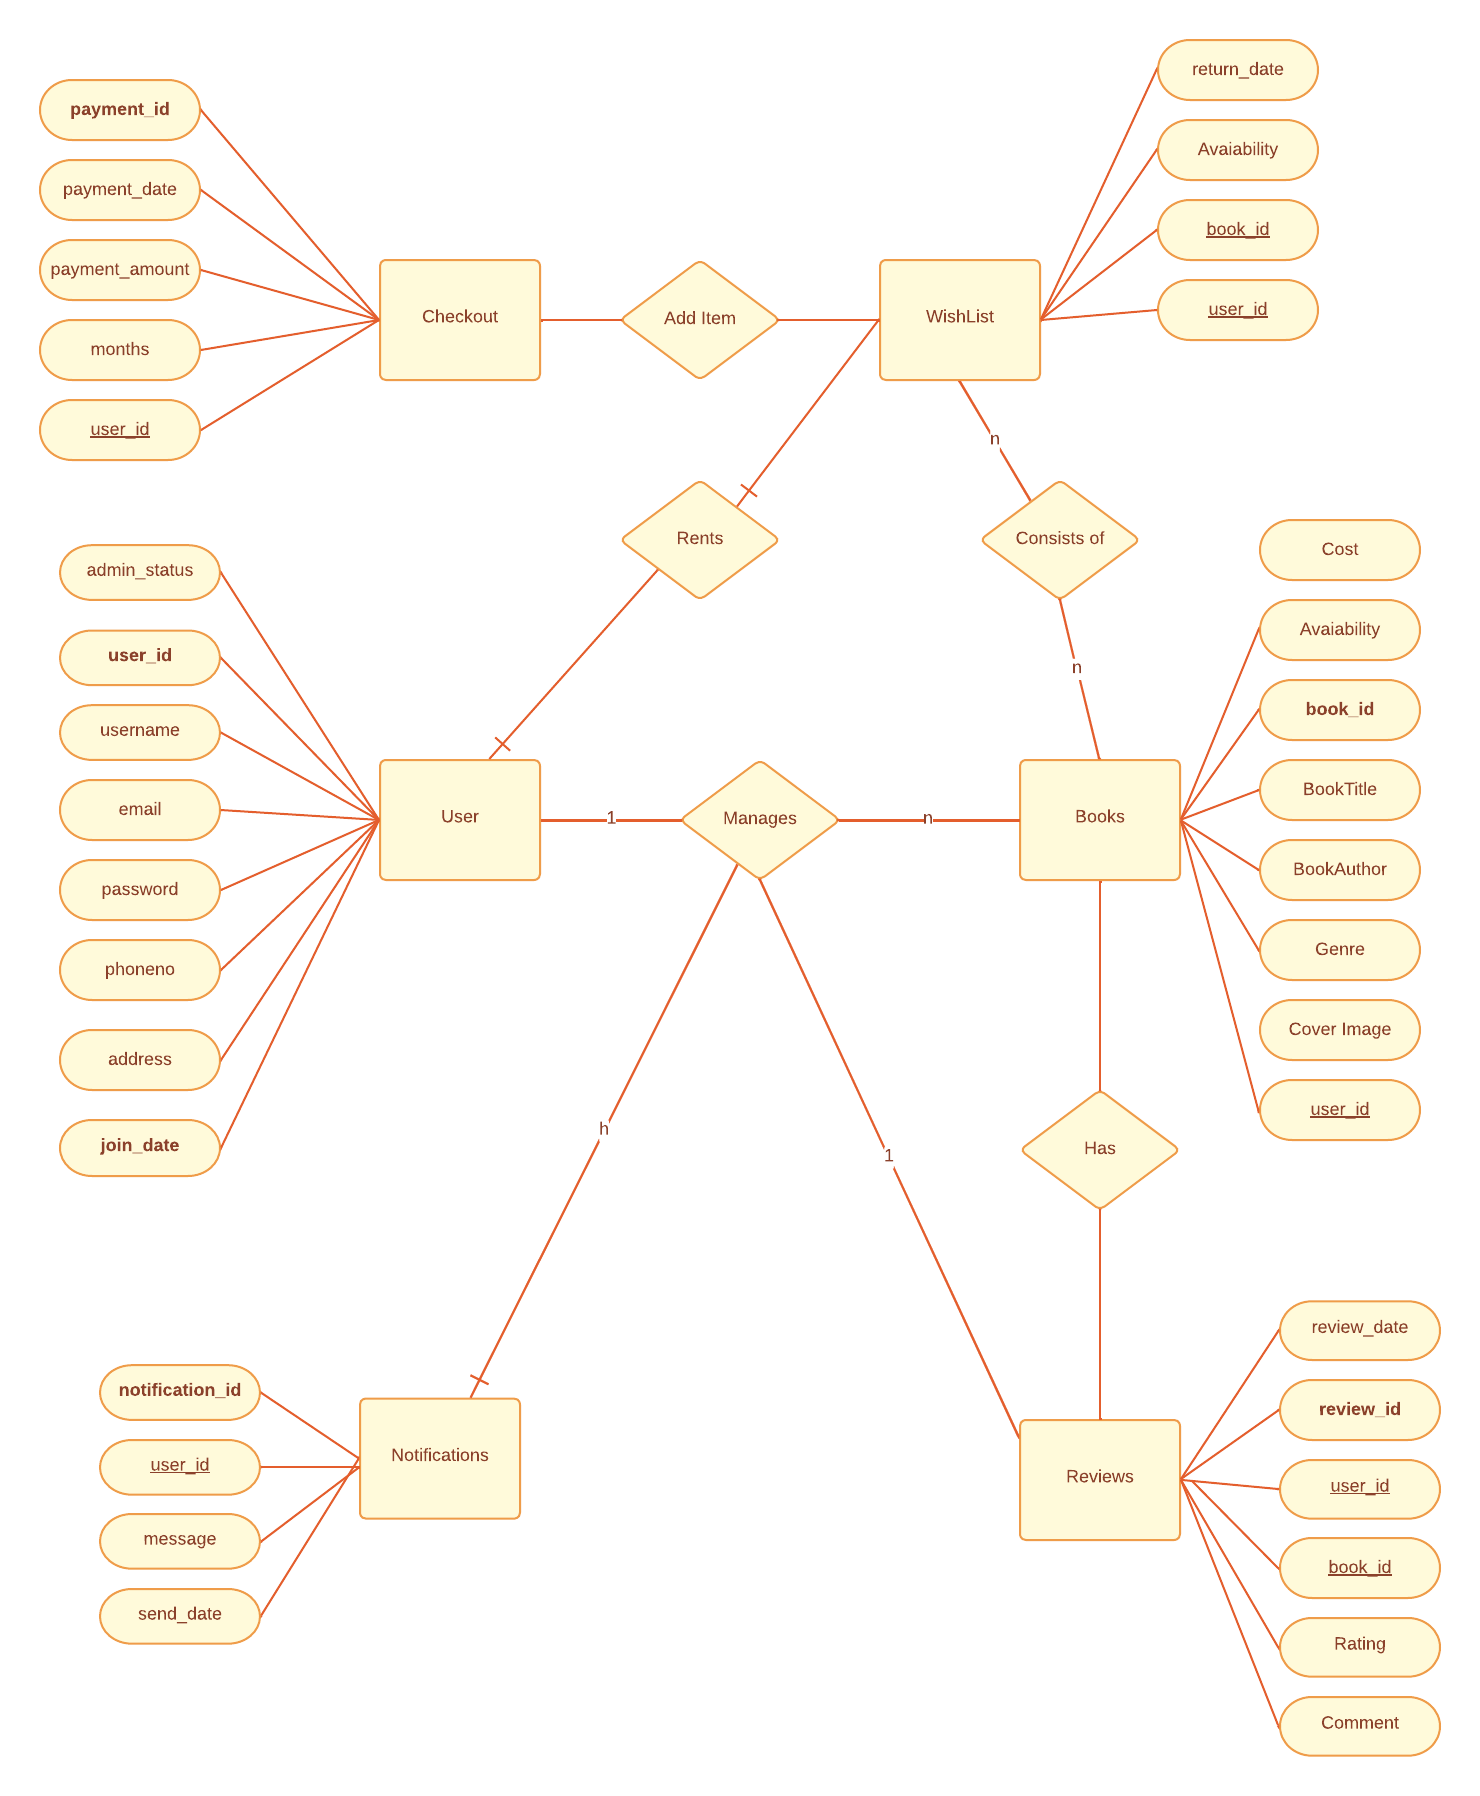 return_date
payment_id
Avaiability
payment_date
book_id
payment_amount
user_id
Checkout
Add Item
WishList
months
user_id
n
Rents
Consists of
Cost
admin_status
Avaiability
user_id
n
book_id
username
BookTitle
email
User
1
Manages
n
Books
BookAuthor
password
Genre
phoneno
Cover Image
address
user_id
h
join_date
1
Has
review_date
notification_id
review_id
Notifications
user_id
Reviews
user_id
message
book_id
send_date
Rating
Comment